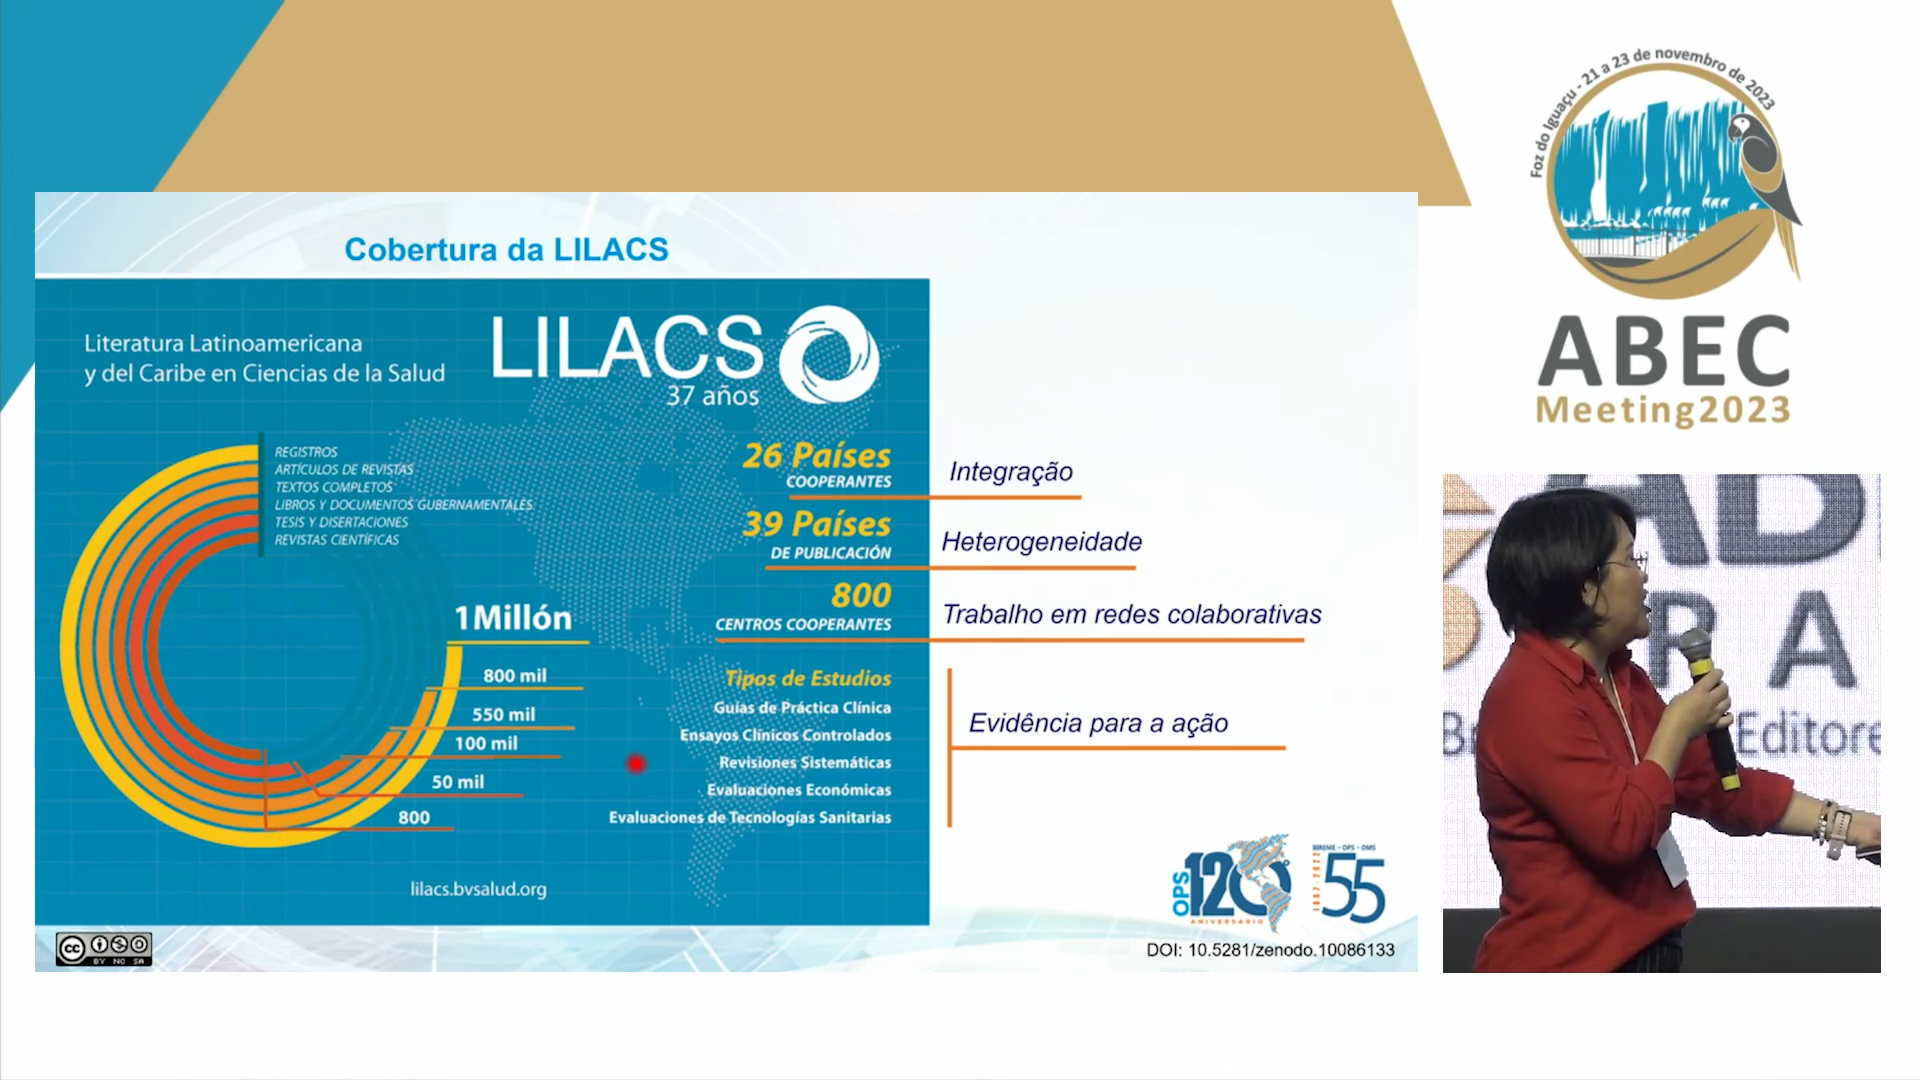 Foz do Iguaçu - 21 a 23 de novembro de 2023
ABEC
Meeting2023
Cobertura da LILACS
Literatura Latinoamericana
y del Caribe en Ciencias de la Salud
LILACS
37 años
REGISTROS
ARTÍCULOS DE REVISTAS
TEXTOS COMPLETOS
LIBROS Y DOCUMENTOS GUBERNAMENTALES
TESIS Y DISERTACIONES
REVISTAS CIENTÍFICAS
1Millón
800 mil
550 mil
100 mil
50 mil
800
lilacs.bvsalud.org
26 Países
COOPERANTES
39 Países
DE PUBLICACIÓN
800
CENTROS COOPERANTES
Tipos de Estudios
Guías de Práctica Clínica
Ensayos Clínicos Controlados
Revisiones Sistemáticas
Evaluaciones Económicas
Evaluaciones de Tecnologías Sanitarias
Integração
Heterogeneidade
Trabalho em redes colaborativas
Evidência para a ação
OPS 120
ANIVERSARIO
BIREME - OPS - OMS
55
DOI: 10.5281/zenodo.10086133
cc
BY NC SA
AB
R A
Editore